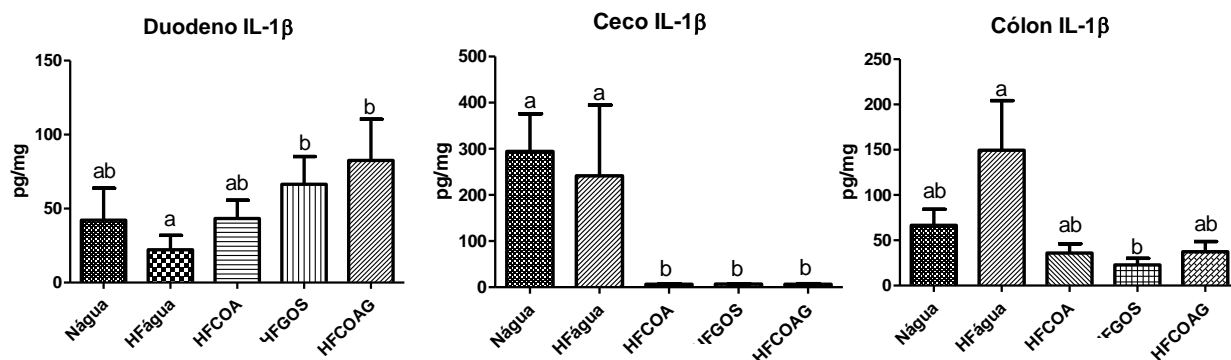 Duodeno IL-1β
150
100
50
0
pg/mg
ab
a
ab
b
b
Nágua
HFágua
HFCOA
HFGOS
HFCOAG
Ceco IL-1β
500
400
300
200
100
0
pg/mg
a
a
b
b
b
Nágua
HFágua
HFCOA
HFGOS
HFCOAG
Cólon IL-1β
250
200
150
100
50
0
pg/mg
ab
a
ab
b
ab
Nágua
HFágua
HFCOA
HFGOS
HFCOAG